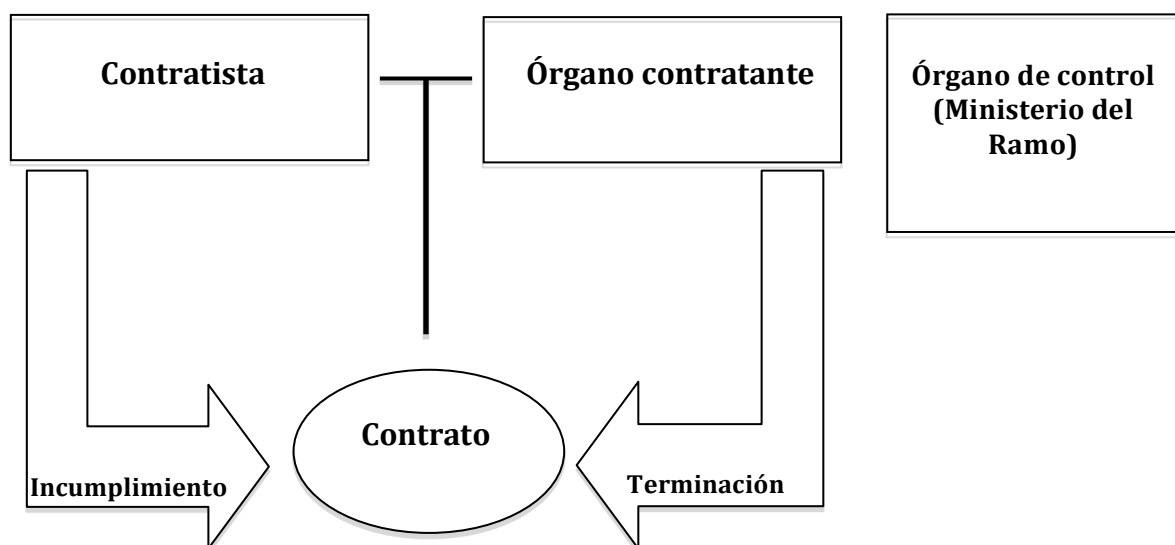 Contratista
Órgano contratante
Órgano de control
(Ministerio del
Ramo)
Contrato
Incumplimiento
Terminación